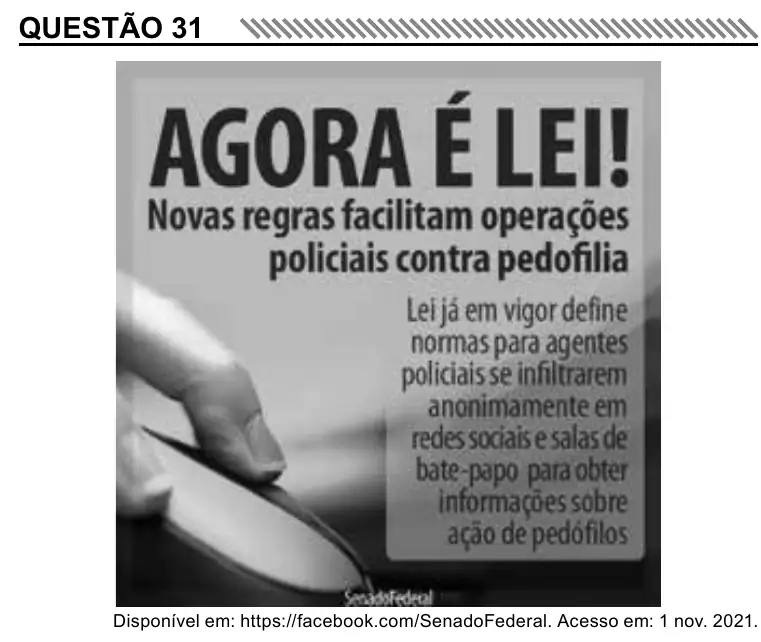 QUESTÃO 31
AGORA É LEI!
Novas regras facilitam operações
policiais contra pedofilia
Lei já em vigor define
normas para agentes
policiais se infiltrarem
anonimamente em
redes sociais e salas de
bate-papo para obter
informações sobre
ação de pedófilos
SenadoFederal
Disponível em: https://facebook.com/SenadoFederal. Acesso em: 1 nov. 2021.